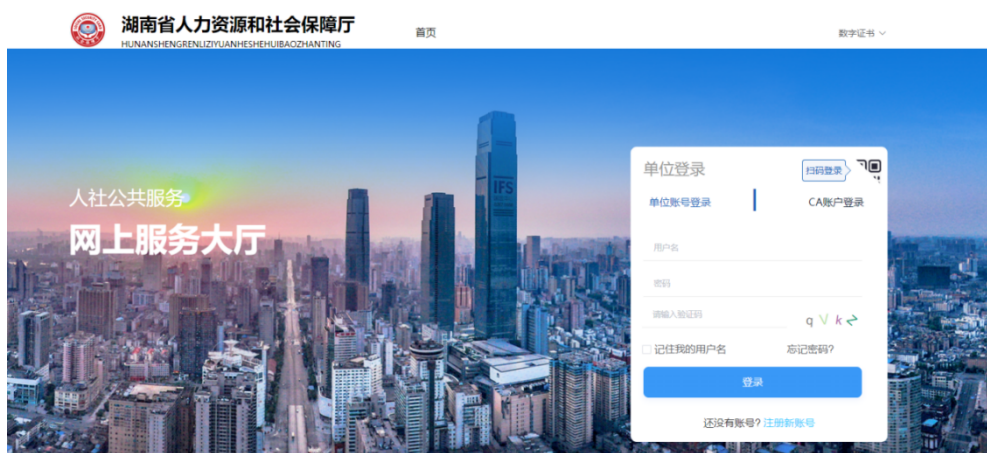 湖南省人力资源和社会保障厅
HUNANSHENGRENLIZIYUANHESHEHUIBAOZHANTING
首页
数字证书
人社公共服务
网上服务大厅
IFS
单位登录
扫码登录
单位账号登录
CA账户登录
用户名
密码
请输入验证码
q V k Z
记住我的用户名
忘记密码?
登录
还没有账号? 注册新账号